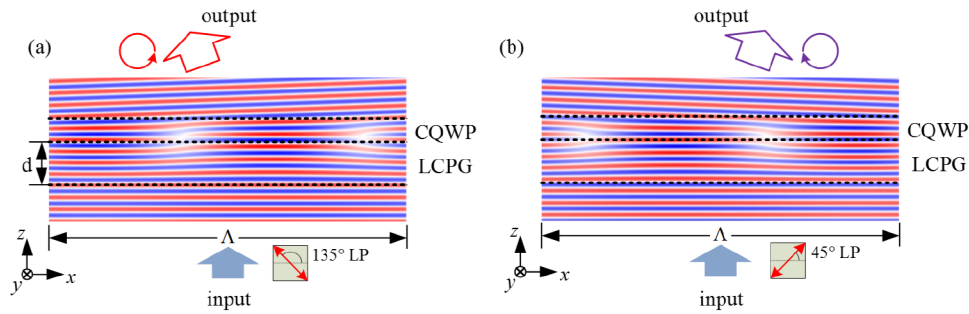 output
(a)
CQWP
d
LCPG
Λ
z
y
x
135° LP
input
output
(b)
CQWP
LCPG
Λ
z
y
x
45° LP
input